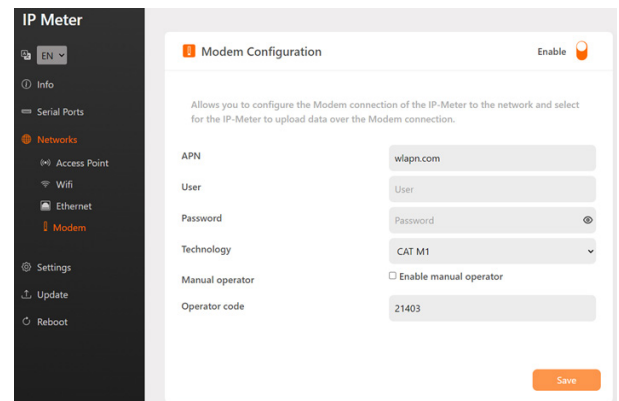 IP Meter
EN
Info
Serial Ports
Networks
Access Point
Wifi
Ethernet
Modem
Settings
Update
Reboot
Modem Configuration
Enable
Allows you to configure the Modem connection of the IP-Meter to the network and select
for the IP-Meter to upload data over the Modem connection.
APN
wlapn.com
User
User
Password
Password
Technology
CAT M1
Manual operator
Enable manual operator
Operator code
21403
Save